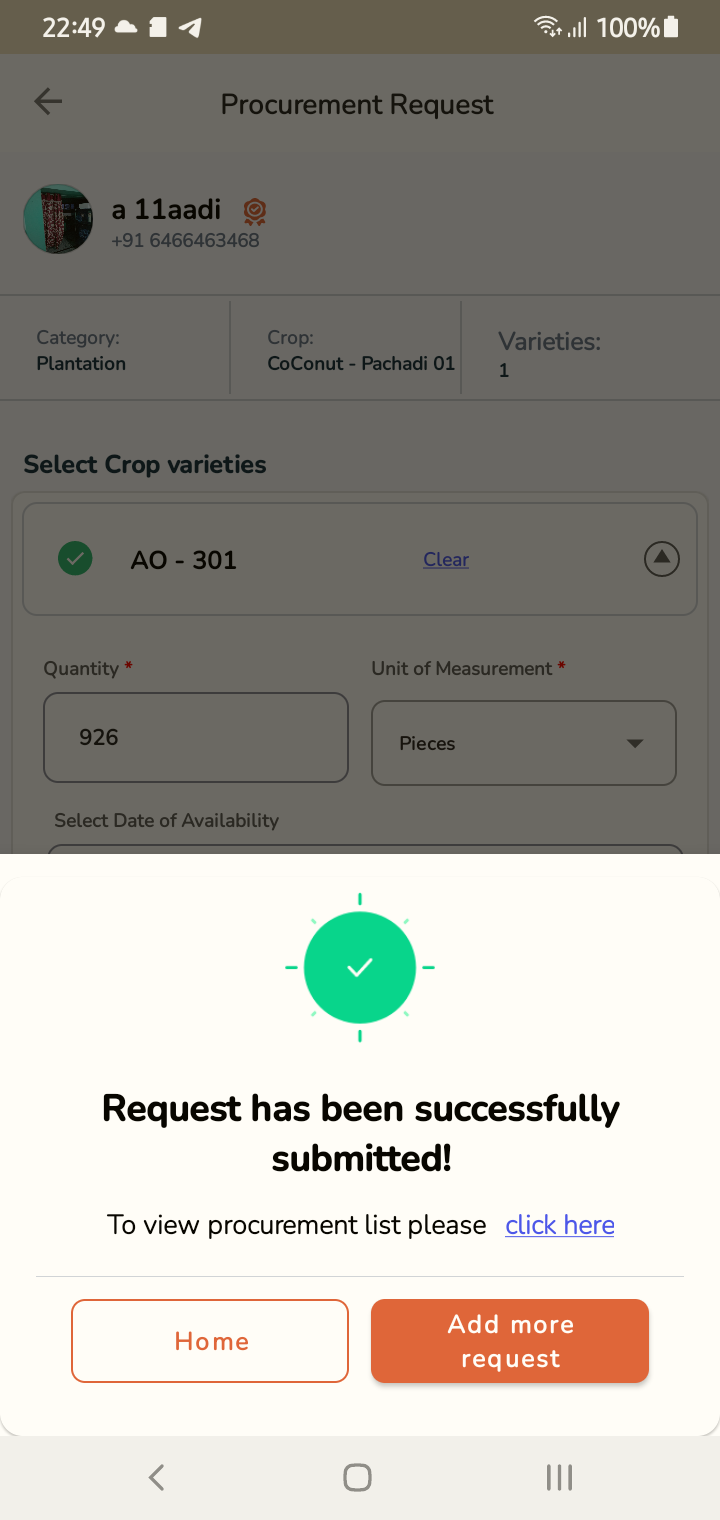 22:49 100%
Procurement Request
a 11aadi
+91 6466463468
Category: Crop: Varieties:
Plantation CoConut - Pachadi 01 1
Select Crop varieties
AO - 301 Clear
Quantity * Unit of Measurement *
926 Pieces
Select Date of Availability
Request has been successfully
submitted!
To view procurement list please click here
Home Add more
request